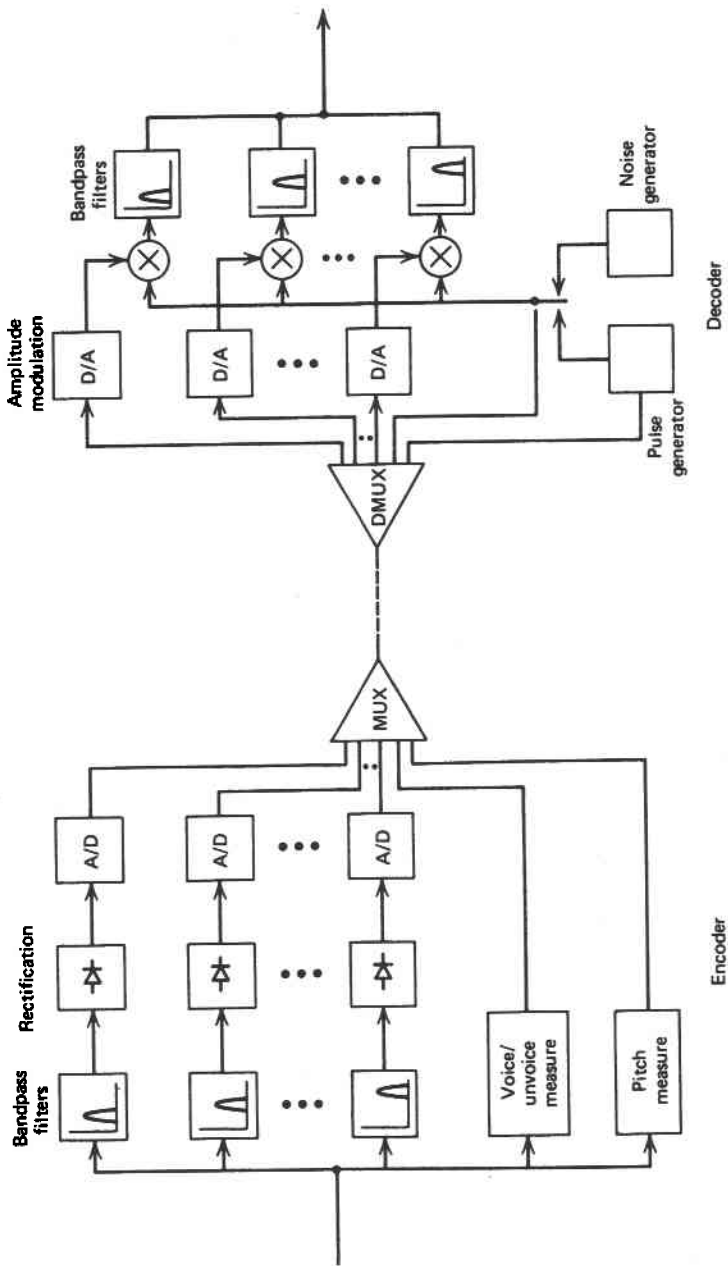 Bandpass
filters
Rectification
A/D
A/D
A/D
Voice/
unvoice
measure
Pitch
measure
MUX
Encoder
DMUX
Amplitude
modulation
D/A
D/A
D/A
Bandpass
filters
Pulse
generator
Noise
generator
Decoder